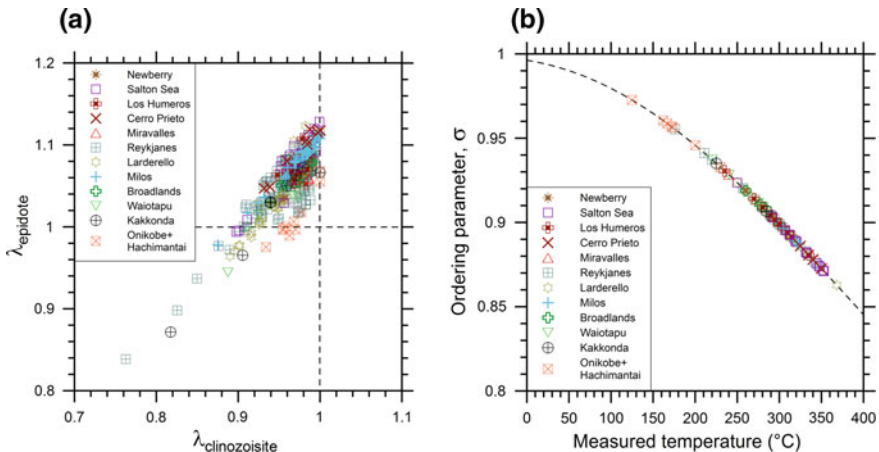 (a)
1.2
1.1
1
0.9
0.8
0.7
0.8
0.9
1
1.1
λepidote
λclinozoisite
Newberry
Salton Sea
Los Humeros
Cerro Prieto
Miravalles
Reykjanes
Larderello
Milos
Broadlands
Waiotapu
Kakkonda
Onikobe+
Hachimantai
(b)
1
0.95
0.9
0.85
0.8
0
50
100
150
200
250
300
350
400
Ordering parameter, σ
Measured temperature (°C)
Newberry
Salton Sea
Los Humeros
Cerro Prieto
Miravalles
Reykjanes
Larderello
Milos
Broadlands
Waiotapu
Kakkonda
Onikobe+
Hachimantai